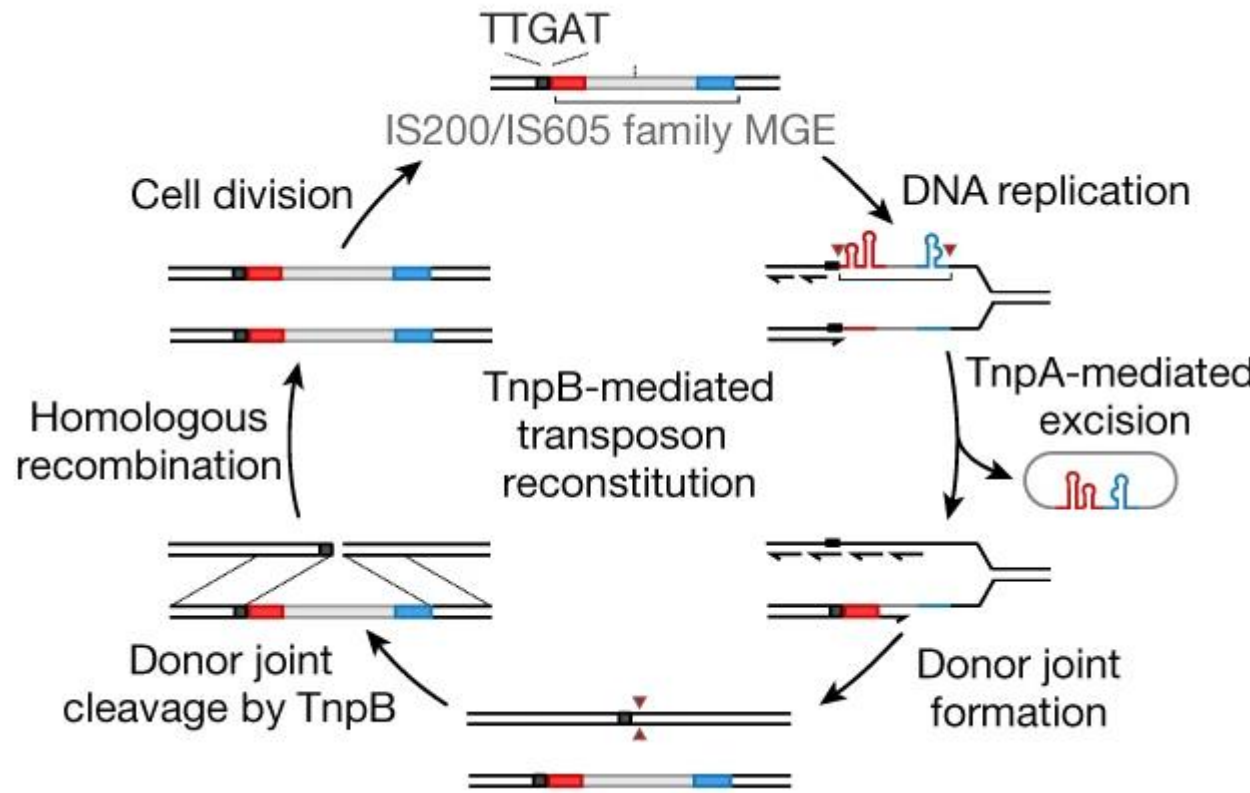 TTGAT
IS200/IS605 family MGE
DNA replication
TnpA-mediated
excision
Donor joint
formation
Donor joint
cleavage by TnpB
Homologous
recombination
Cell division
TnpB-mediated
transposon
reconstitution